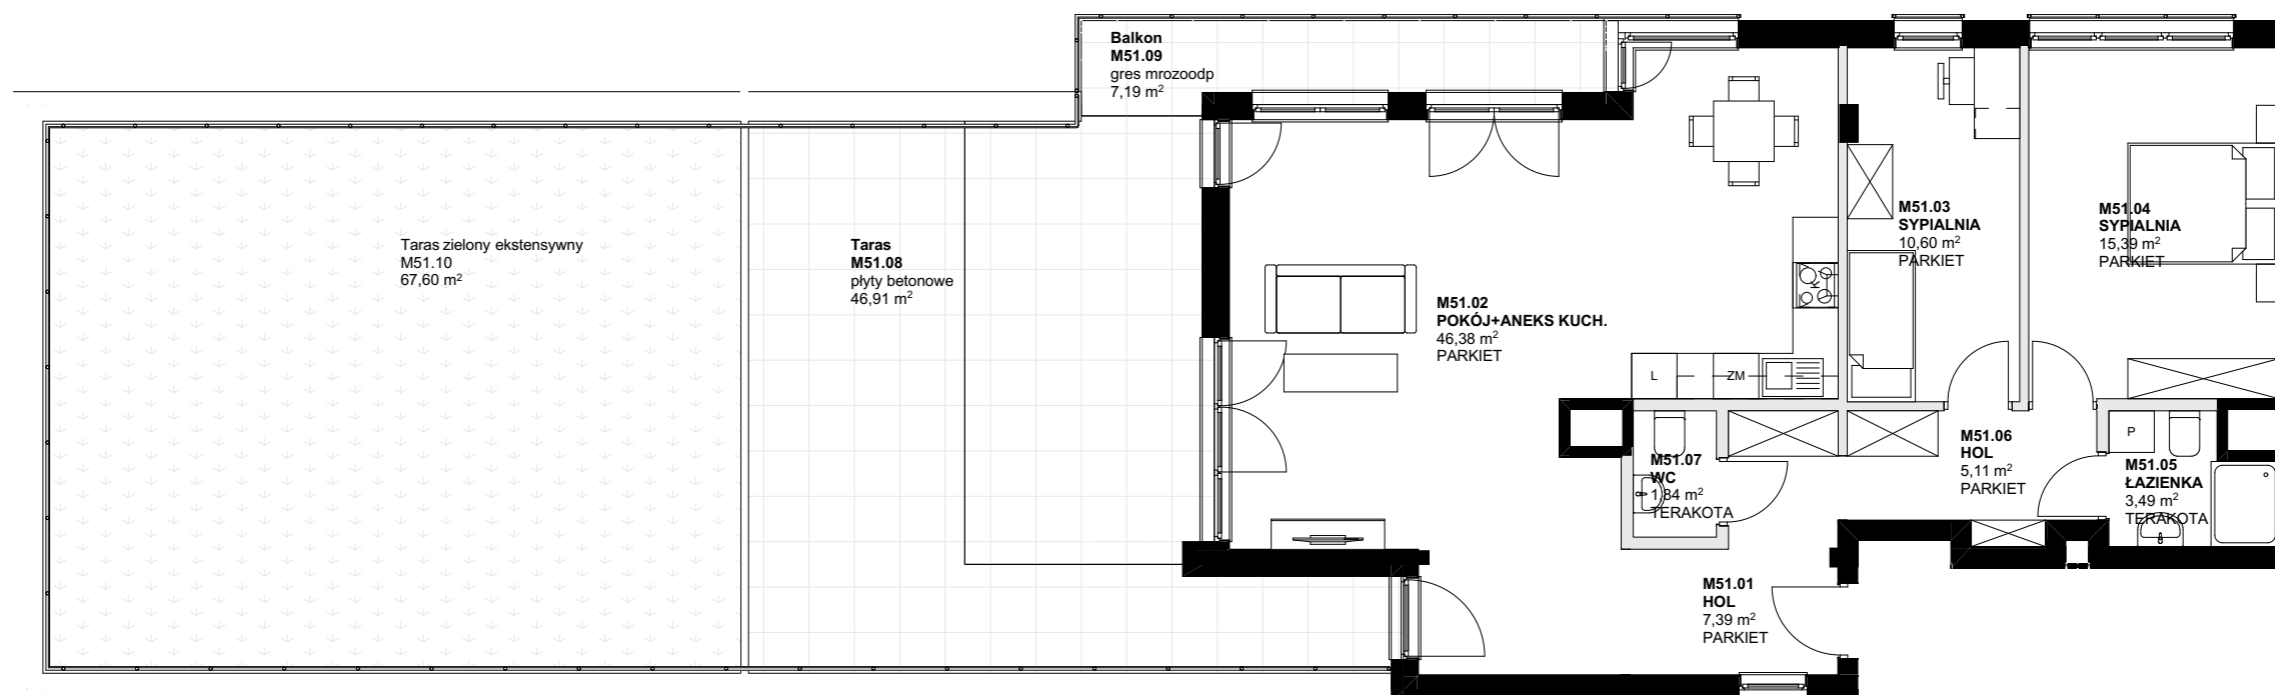 Balkon
M51.09
gres mrozoodp
7,19 m²
Taras zielony ekstensywny
M51.10
67,60 m²
Taras
M51.08
płyty betonowe
46,91 m²
M51.02
POKÓJ+ANEKS KUCH.
46,38 m²
PARKIET
K
L
ZM
M51.03
SYPIALNIA
10,60 m²
PARKIET
M51.04
SYPIALNIA
15,39 m²
PARKIET
M51.07
WC
1,84 m²
TERAKOTA
M51.06
HOL
5,11 m²
PARKIET
P
M51.05
ŁAZIENKA
3,49 m²
TERAKOTA
M51.01
HOL
7,39 m²
PARKIET